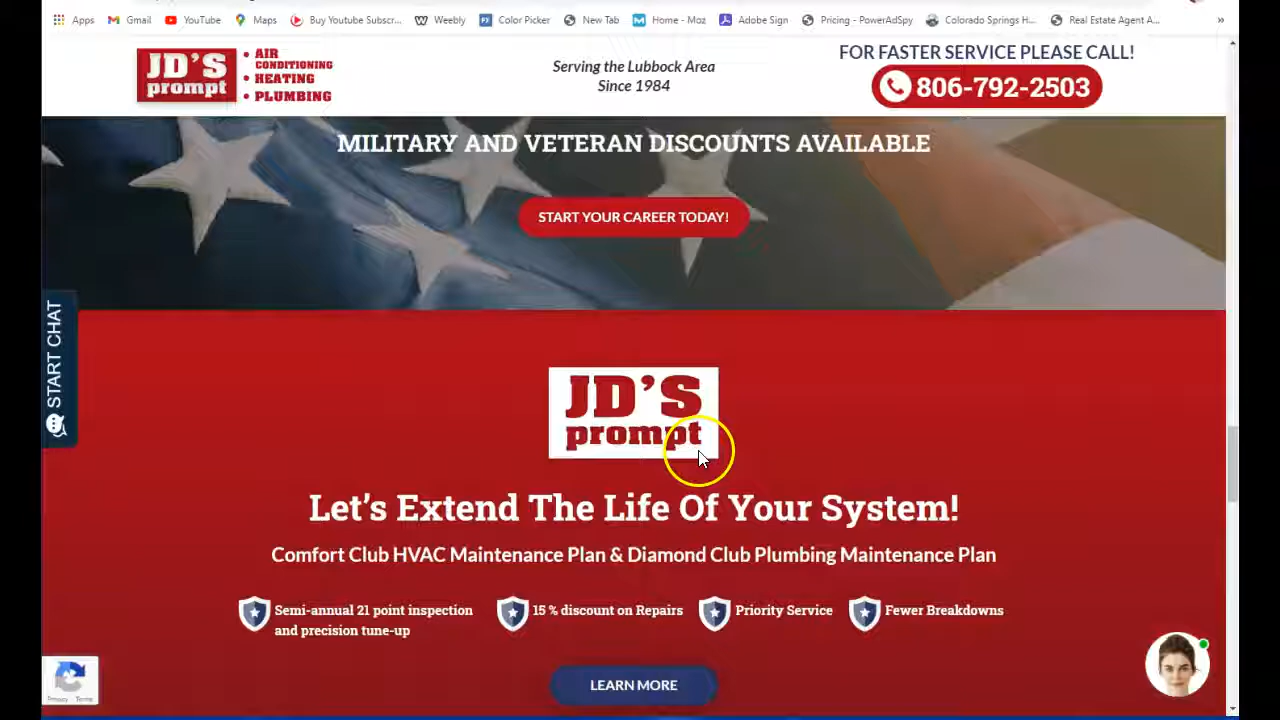 Apps
Gmail
YouTube
Maps
Buy Youtube Subscr...
Weebly
Color Picker
New Tab
Home - Moz
Adobe Sign
Pricing - PowerAdSpy
Colorado Springs H...
Real Estate Agent A...
»
JD'S
prompt
• AIR
CONDITIONING
• HEATING
• PLUMBING
Serving the Lubbock Area
Since 1984
FOR FASTER SERVICE PLEASE CALL!
806-792-2503
MILITARY AND VETERAN DISCOUNTS AVAILABLE
START YOUR CAREER TODAY!
START CHAT
JD'S
prompt
Let's Extend The Life Of Your System!
Comfort Club HVAC Maintenance Plan & Diamond Club Plumbing Maintenance Plan
Semi-annual 21 point inspection
and precision tune-up
15 % discount on Repairs
Priority Service
Fewer Breakdowns
LEARN MORE
Privacy - Terms